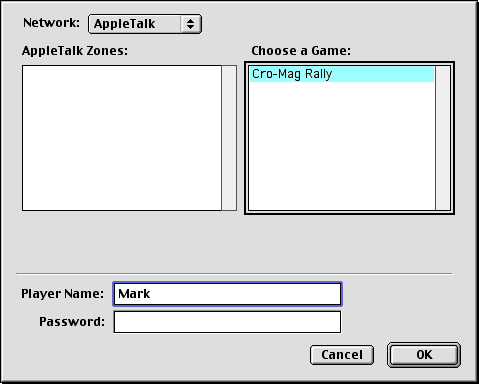 Network: AppleTalk
AppleTalk Zones: Choose a Game:
Cro-Mag Rally
Player Name: Mark
Password:
Cancel OK